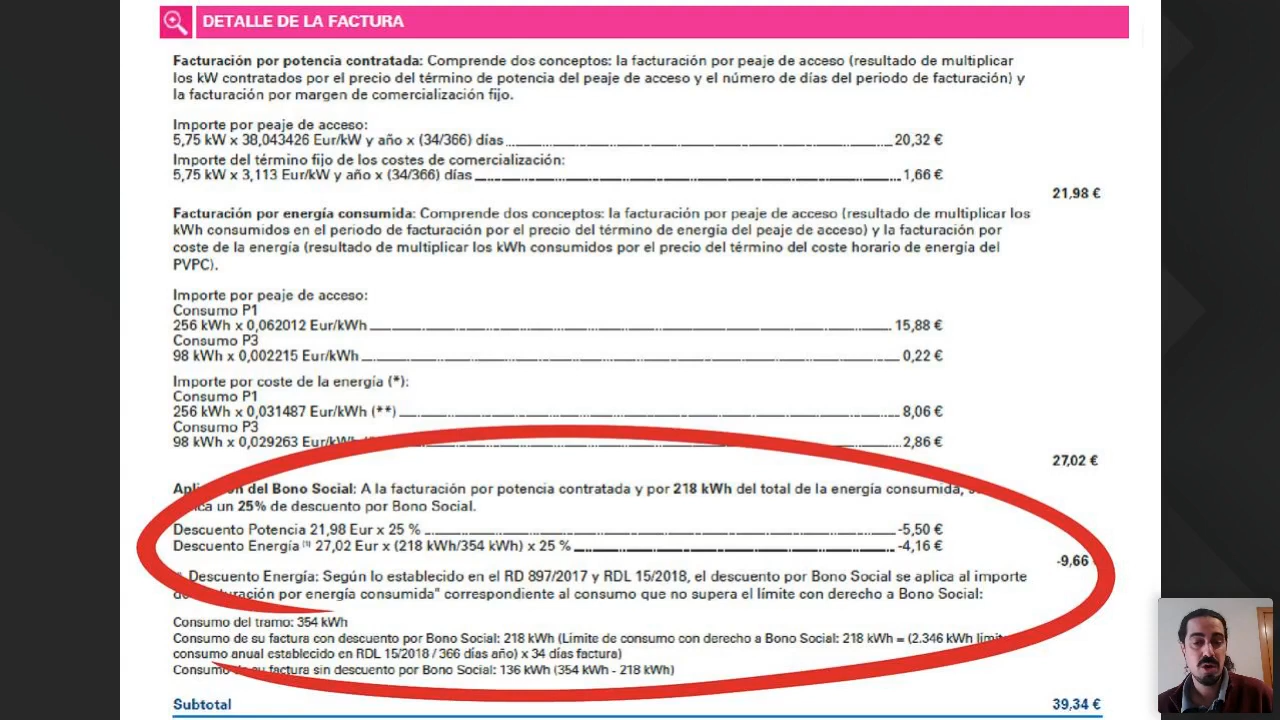 DETALLE DE LA FACTURA
Facturación por potencia contratada: Comprende dos conceptos: la facturación por peaje de acceso (resultado de multiplicar
los kW contratados por el precio del término de potencia del peaje de acceso y el número de días del periodo de facturación) y
la facturación por margen de comercialización fijo.
Importe por peaje de acceso:
5,75 kW x 38,043426 Eur/kW y año x (34/366) días 20,32 €
Importe del término fijo de los costes de comercialización:
5,75 kW x 3,113 Eur/kW y año x (34/366) días 1,66 €
21,98 €
Facturación por energía consumida: Comprende dos conceptos: la facturación por peaje de acceso (resultado de multiplicar los
kWh consumidos en el periodo de facturación por el precio del término de energía del peaje de acceso) y la facturación por
coste de la energía (resultado de multiplicar los kWh consumidos por el precio del término del coste horario de energía del
PVPC).
Importe por peaje de acceso:
Consumo P1
256 kWh x 0,062012 Eur/kWh 15,88 €
Consumo P3
98 kWh x 0,002215 Eur/kWh 0,22 €
Importe por coste de la energía (*):
Consumo P1
256 kWh x 0,031487 Eur/kWh (**) 8,06 €
Consumo P3
98 kWh x 0,029263 Eur/kWh 2,86 €
27,02 €
del Bono Social: A la facturación por potencia contratada y por 218 kWh del total de la energía consumida,
un 25% de descuento por Bono Social.
Descuento Potencia 21,98 Eur x 25 % -5,50 €
Descuento Energía (1) 27,02 Eur x (218 kWh/354 kWh) x 25 % -4,16 €
-9,66
Descuento Energía: Según lo establecido en el RD 897/2017 y RDL 15/2018, el descuento por Bono Social se aplica al importe
por energía consumida" correspondiente al consumo que no supera el límite con derecho a Bono Social:
Consumo del tramo: 354 kWh
Consumo de su factura con descuento por Bono Social: 218 kWh (Límite de consumo con derecho a Bono Social: 218 kWh = (2.346 kWh
consumo anual establecido en RDL 15/2018 / 366 días año) x 34 días factura)
Consumo su factura sin descuento por Bono Social: 136 kWh (354 kWh - 218 kWh)
Subtotal 39,34 €